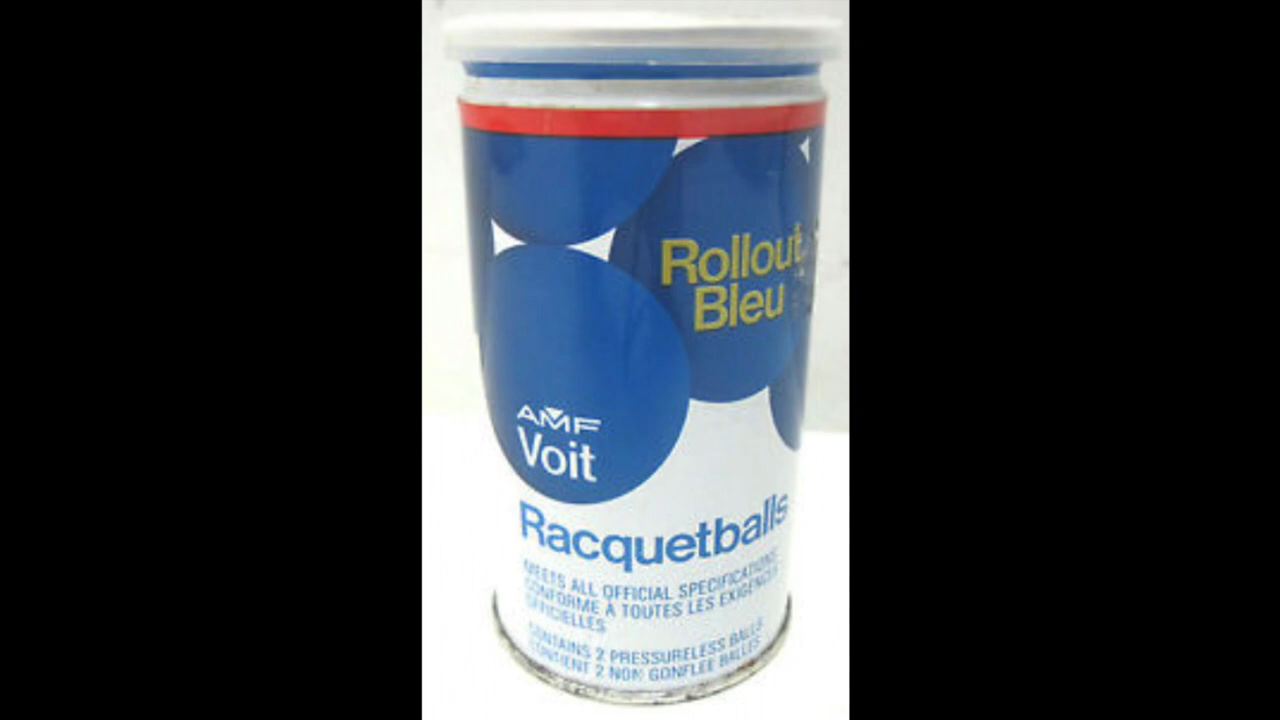 Rollout
Bleu
AMF
Voit
Racquetballs
MEETS ALL OFFICIAL SPECIFICATIONS
CONFORME À TOUTES LES EXIGENCES
OFFICIELLES
CONTAINS 2 PRESSURELESS BALLS
CONTIENT 2 NON GONFLEE BALLES